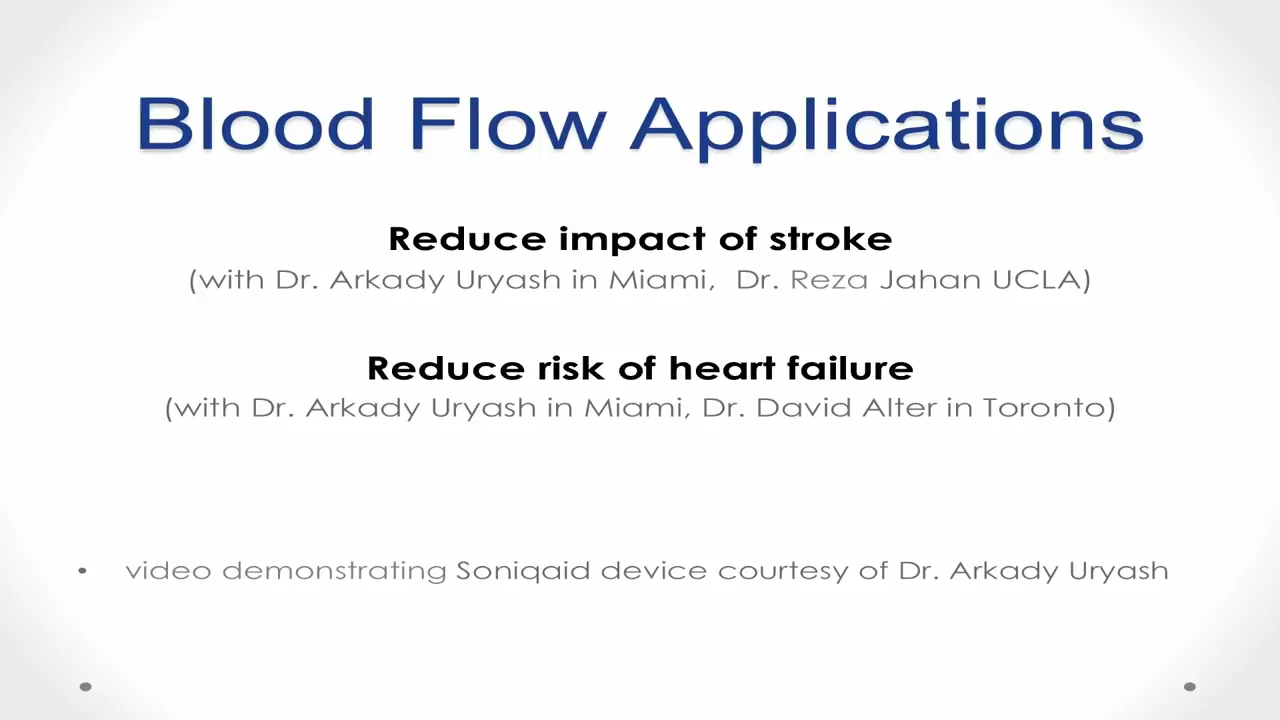 Blood Flow Applications
Reduce impact of stroke
(with Dr. Arkady Uryash in Miami, Dr. Reza Jahan UCLA)
Reduce risk of heart failure
(with Dr. Arkady Uryash in Miami, Dr. David Alter in Toronto)
• video demonstrating Soniqaid device courtesy of Dr. Arkady Uryash